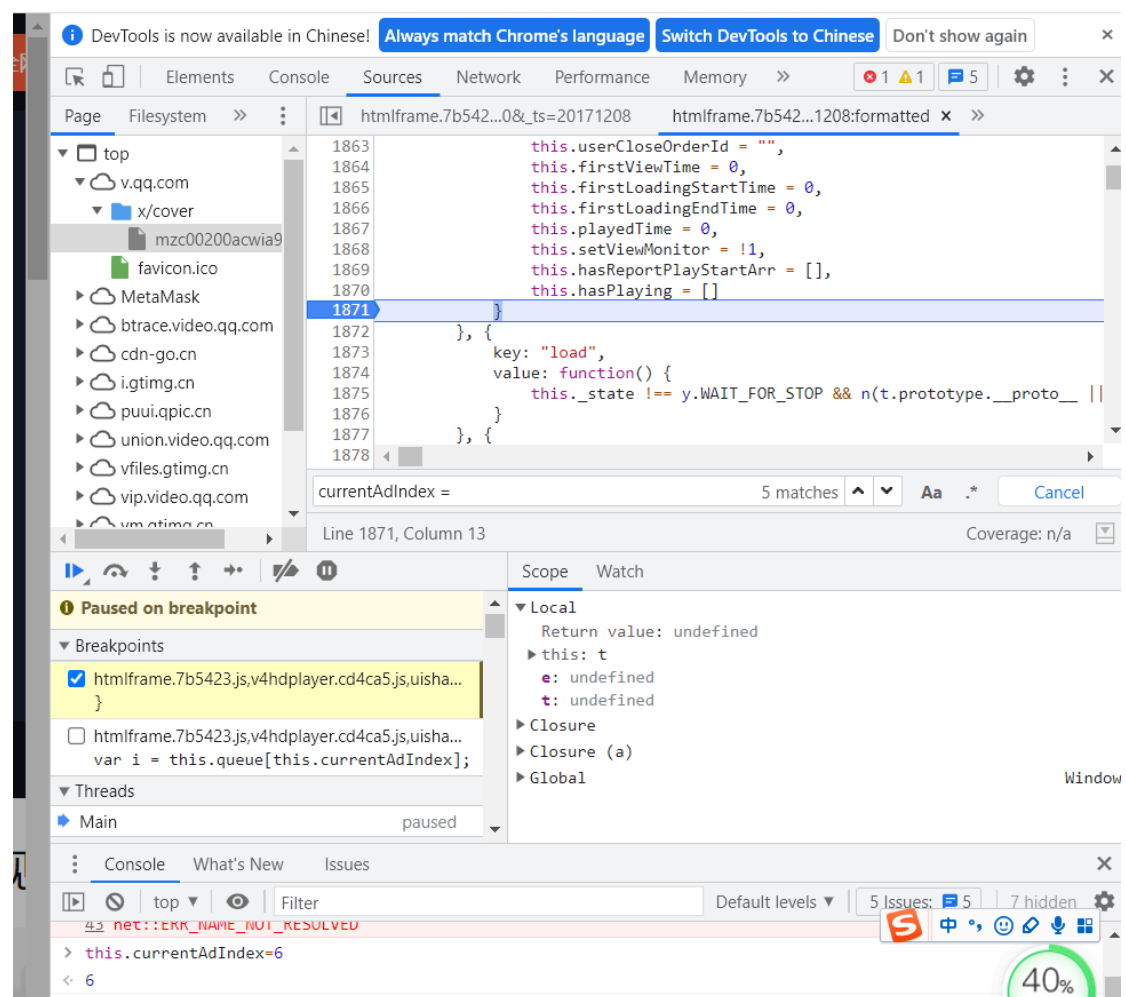 DevTools is now available in Chinese! Always match Chrome's language Switch DevTools to Chinese Don't show again ×
Elements Console Sources Network Performance Memory » 1 1 5
Page Filesystem » htmlframe.7b542...0&_ts=20171208 htmlframe.7b542...1208:formatted × »
top
v.qq.com
x/cover
mzc00200acwia9
favicon.ico
MetaMask
btrace.video.qq.com
cdn-go.cn
i.gtimg.cn
puui.qpic.cn
union.video.qq.com
vfiles.gtimg.cn
vip.video.qq.com
vm.gtimg.cn
1863 this.userCloseOrderId = "",
1864 this.firstViewTime = 0,
1865 this.firstLoadingStartTime = 0,
1866 this.firstLoadingEndTime = 0,
1867 this.playedTime = 0,
1868 this.setViewMonitor = !1,
1869 this.hasReportPlayStartArr = [],
1870 this.hasPlaying = []
1871 }
1872 }, {
1873 key: "load",
1874 value: function() {
1875 this._state !== y.WAIT_FOR_STOP && n(t.prototype.__proto__ ||
1876 }
1877 }, {
1878
currentAdIndex = 5 matches Aa .* Cancel
Line 1871, Column 13 Coverage: n/a
Paused on breakpoint
Breakpoints
htmlframe.7b5423.js,v4hdplayer.cd4ca5.js,uisha...
}
htmlframe.7b5423.js,v4hdplayer.cd4ca5.js,uisha...
var i = this.queue[this.currentAdIndex];
Threads
Main paused
Scope Watch
Local
Return value: undefined
this: t
e: undefined
t: undefined
Closure
Closure (a)
Global Window
Console What's New Issues
top Filter Default levels 5 Issues: 5 7 hidden
43 net::ERR_NAME_NOT_RESOLVED
> this.currentAdIndex=6
6
S 中
40%